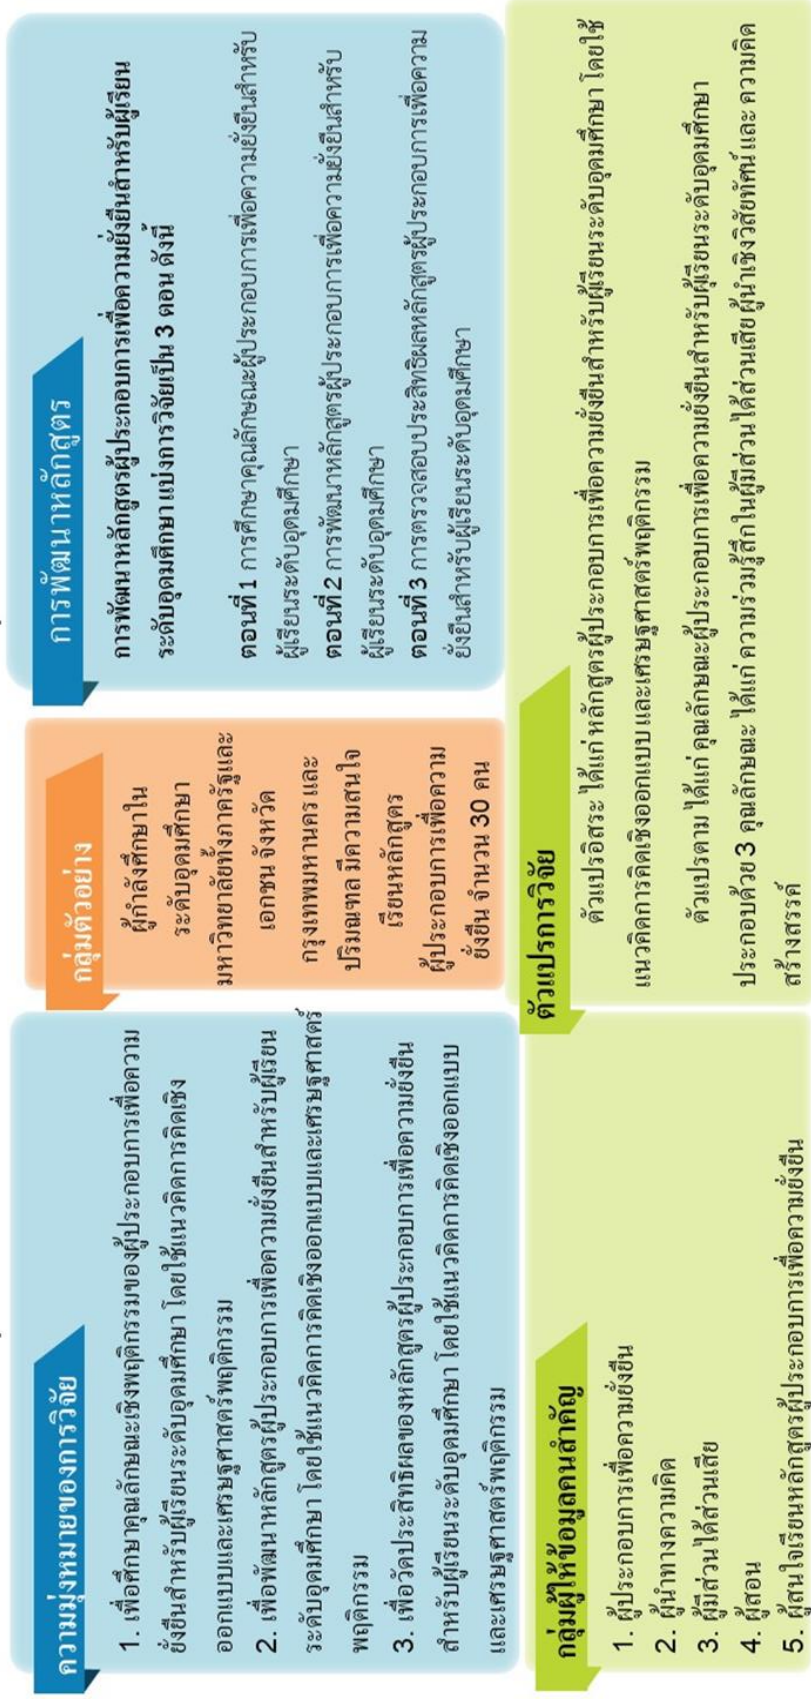 ความมุ่งหมายของการวิจัย
1. เพื่อศึกษาคุณลักษณะเชิงพฤติกรรมของผู้ประกอบการเพื่อความ
ยั่งยืนสำหรับผู้เรียนระดับอุดมศึกษา โดยใช้แนวคิดการคิดเชิง
ออกแบบและเศรษฐศาสตร์พฤติกรรม
2. เพื่อพัฒนาหลักสูตรผู้ประกอบการเพื่อความยั่งยืนสำหรับผู้เรียน
ระดับอุดมศึกษา โดยใช้แนวคิดการคิดเชิงออกแบบและเศรษฐศาสตร์
พฤติกรรม
3. เพื่อวัดประสิทธิผลของหลักสูตรผู้ประกอบการเพื่อความยั่งยืน
สำหรับผู้เรียนระดับอุดมศึกษา โดยใช้แนวคิดการคิดเชิงออกแบบ
และเศรษฐศาสตร์พฤติกรรม
กลุ่มตัวอย่าง
ผู้กำลังศึกษาใน
ระดับอุดมศึกษา
มหาวิทยาลัยทั้งภาครัฐและ
เอกชน จังหวัด
กรุงเทพมหานคร และ
ปริมณฑล มีความสนใจ
เรียนหลักสูตร
ผู้ประกอบการเพื่อความ
ยั่งยืน จำนวน 30 คน
การพัฒนาหลักสูตร
การพัฒนาหลักสูตรผู้ประกอบการเพื่อความยั่งยืนสำหรับผู้เรียน
ระดับอุดมศึกษา แบ่งการวิจัยเป็น 3 ตอน ดังนี้
ตอนที่ 1 การศึกษาคุณลักษณะผู้ประกอบการเพื่อความยั่งยืนสำหรับ
ผู้เรียนระดับอุดมศึกษา
ตอนที่ 2 การพัฒนาหลักสูตรผู้ประกอบการเพื่อความยั่งยืนสำหรับ
ผู้เรียนระดับอุดมศึกษา
ตอนที่ 3 การตรวจสอบประสิทธิผลหลักสูตรผู้ประกอบการเพื่อความ
ยั่งยืนสำหรับผู้เรียนระดับอุดมศึกษา
กลุ่มผู้ให้ข้อมูลคนสำคัญ
1. ผู้ประกอบการเพื่อความยั่งยืน
2. ผู้นำทางความคิด
3. ผู้มีส่วนได้ส่วนเสีย
4. ผู้สอน
5. ผู้สนใจเรียนหลักสูตรผู้ประกอบการเพื่อความยั่งยืน
ตัวแปรการวิจัย
ตัวแปรอิสระ ได้แก่ หลักสูตรผู้ประกอบการเพื่อความยั่งยืนสำหรับผู้เรียนระดับอุดมศึกษา โดยใช้
แนวคิดการคิดเชิงออกแบบ และเศรษฐศาสตร์พฤติกรรม
ตัวแปรตาม ได้แก่ คุณลักษณะผู้ประกอบการเพื่อความยั่งยืนสำหรับผู้เรียนระดับอุดมศึกษา
ประกอบด้วย 3 คุณลักษณะ ได้แก่ ความร่วมรู้สึกในผู้มีส่วนได้ส่วนเสีย ผู้นำเชิงวิสัยทัศน์ และ ความคิด
สร้างสรรค์